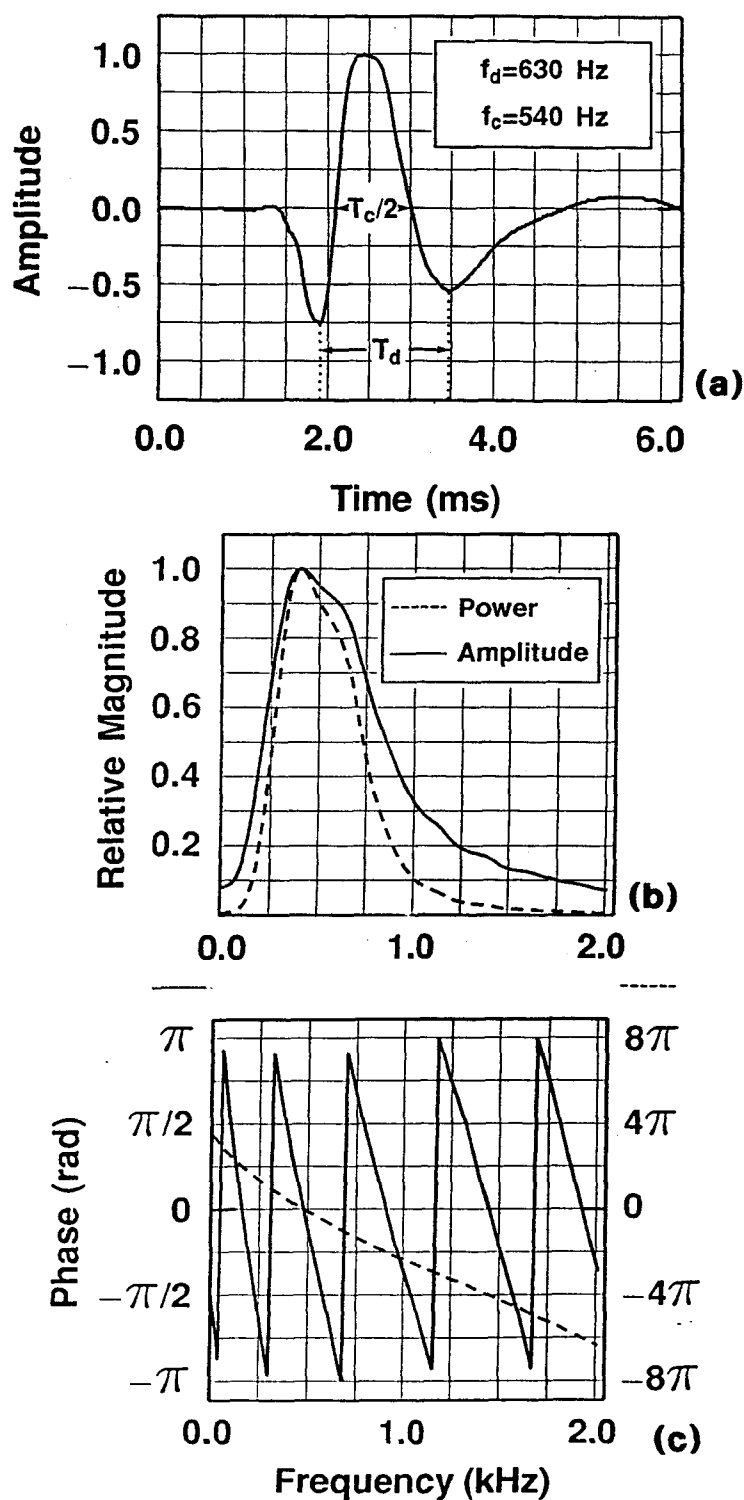 1.0
0.5
0.0
−0.5
−1.0
Amplitude
f_d=630 Hz
f_c=540 Hz
T_c/2
T_d
(a)
0.0 2.0 4.0 6.0
Time (ms)
1.0
0.8
0.6
0.4
0.2
Relative Magnitude
Power
Amplitude
(b)
0.0 1.0 2.0
π
π/2
0
−π/2
−π
Phase (rad)
8π
4π
0
−4π
−8π
0.0 1.0 2.0
(c)
Frequency (kHz)